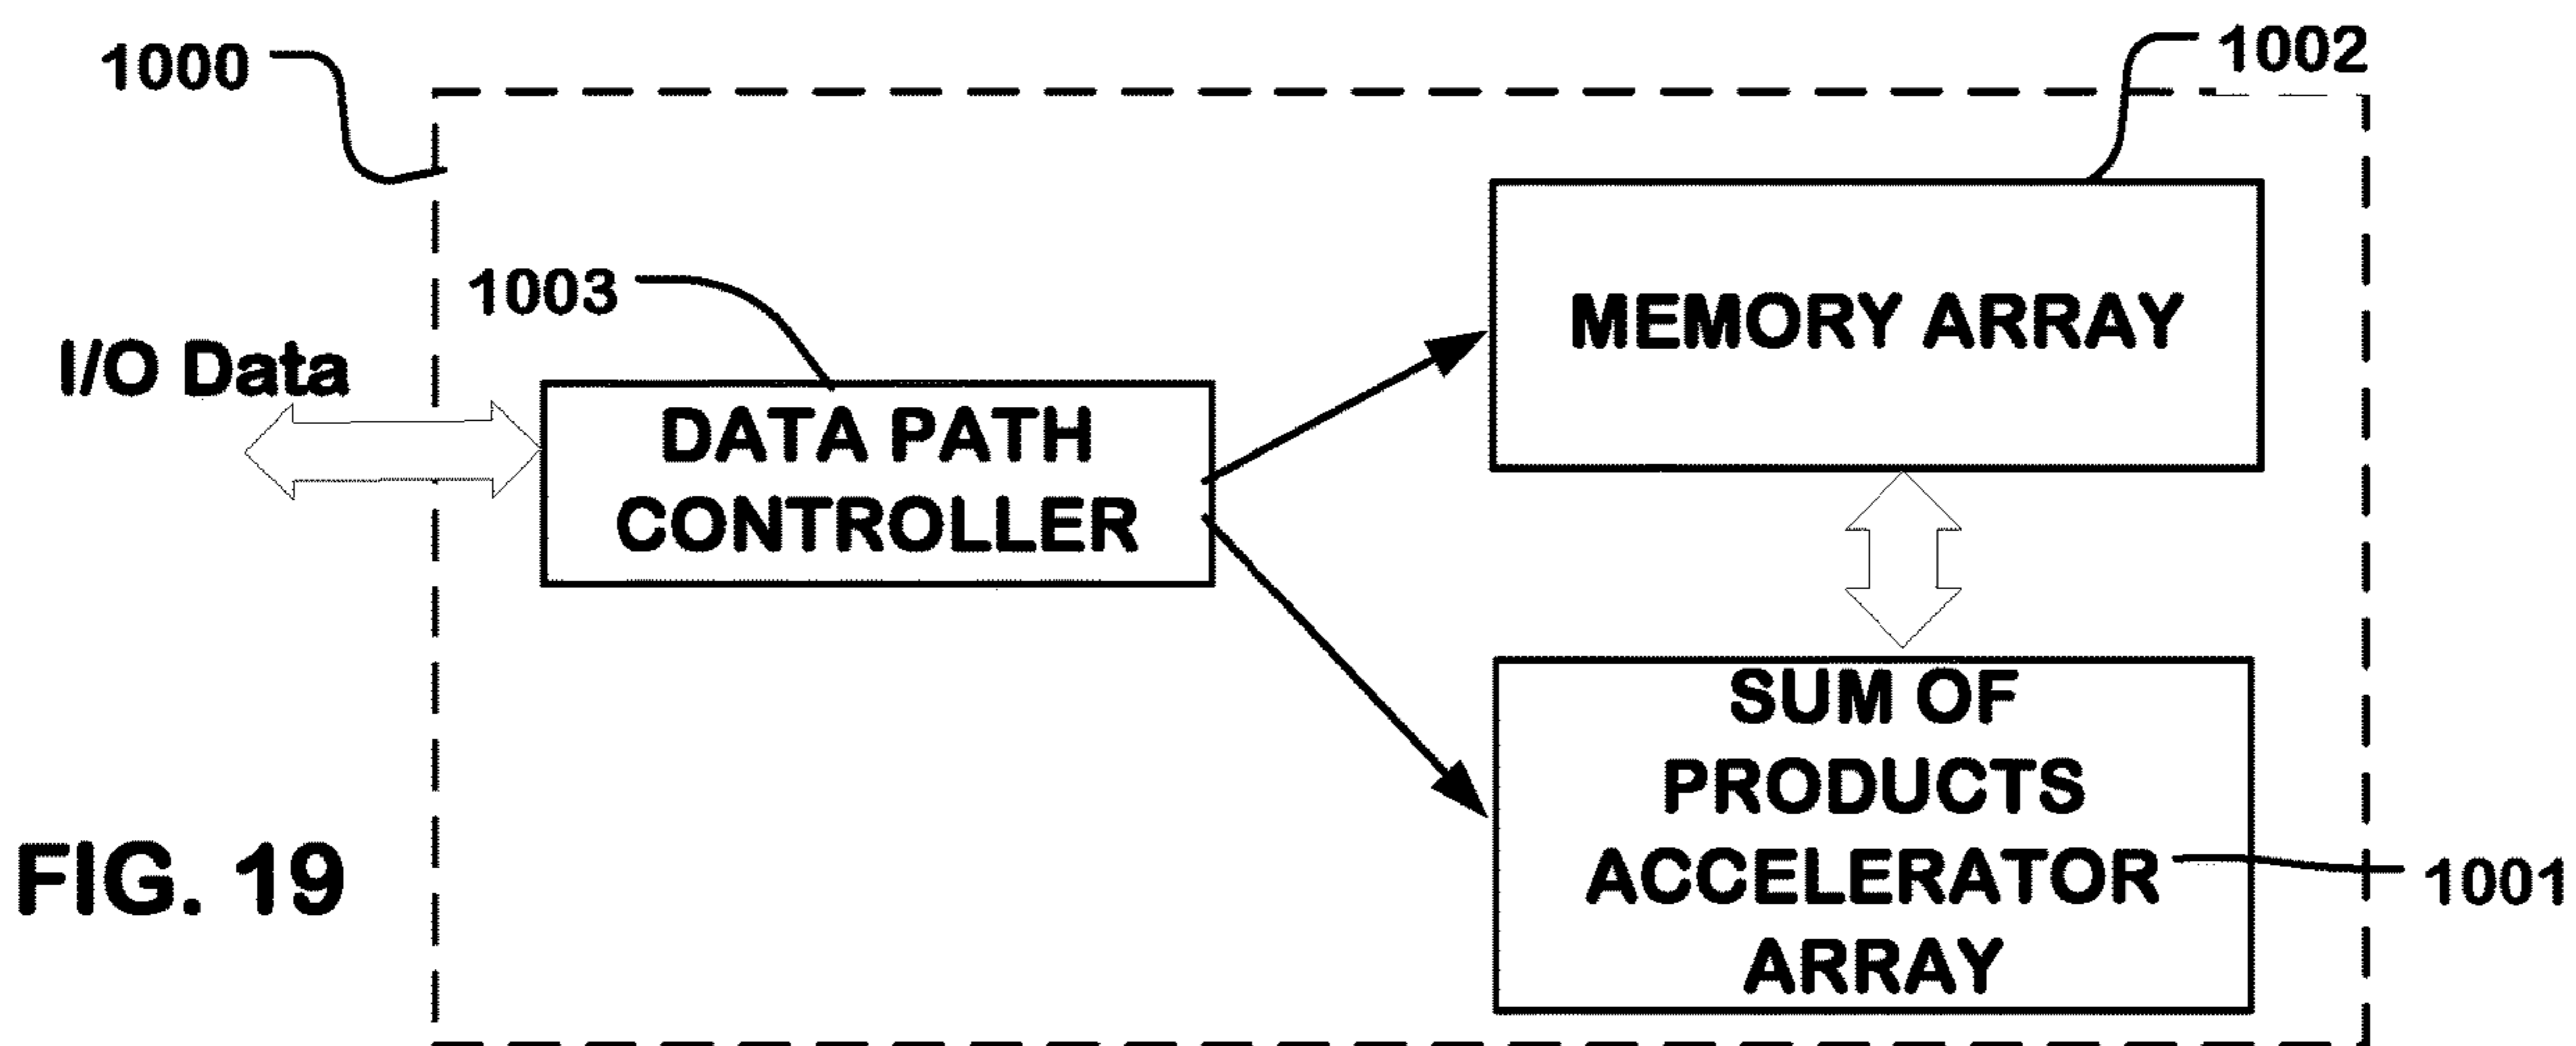 1000
1002
1003
MEMORY ARRAY
I/O Data
DATA PATH
CONTROLLER
SUM OF
PRODUCTS
ACCELERATOR
ARRAY
1001
FIG. 19